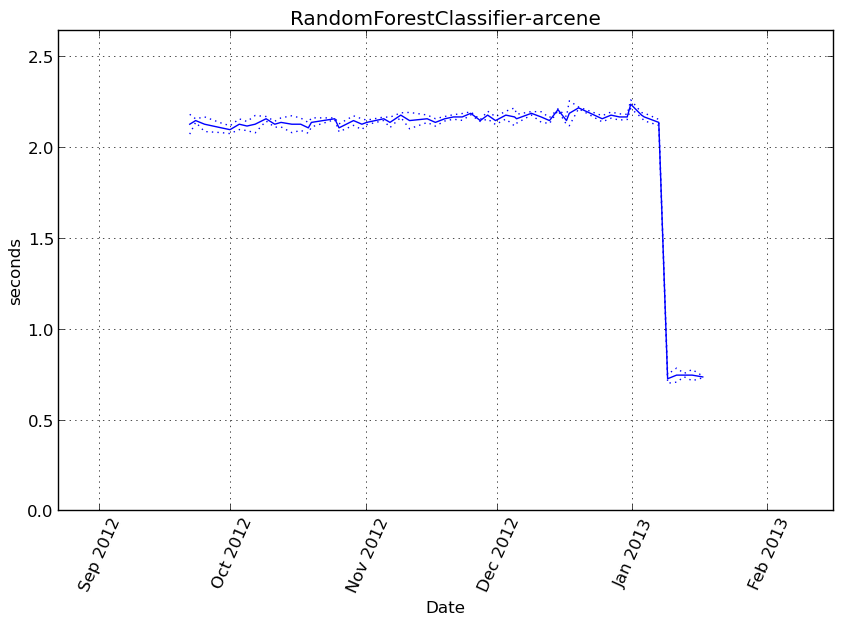 RandomForestClassifier-arcene
2.5
2.0
1.5
1.0
0.5
0.0
seconds
Sep 2012
Oct 2012
Nov 2012
Dec 2012
Jan 2013
Feb 2013
Date